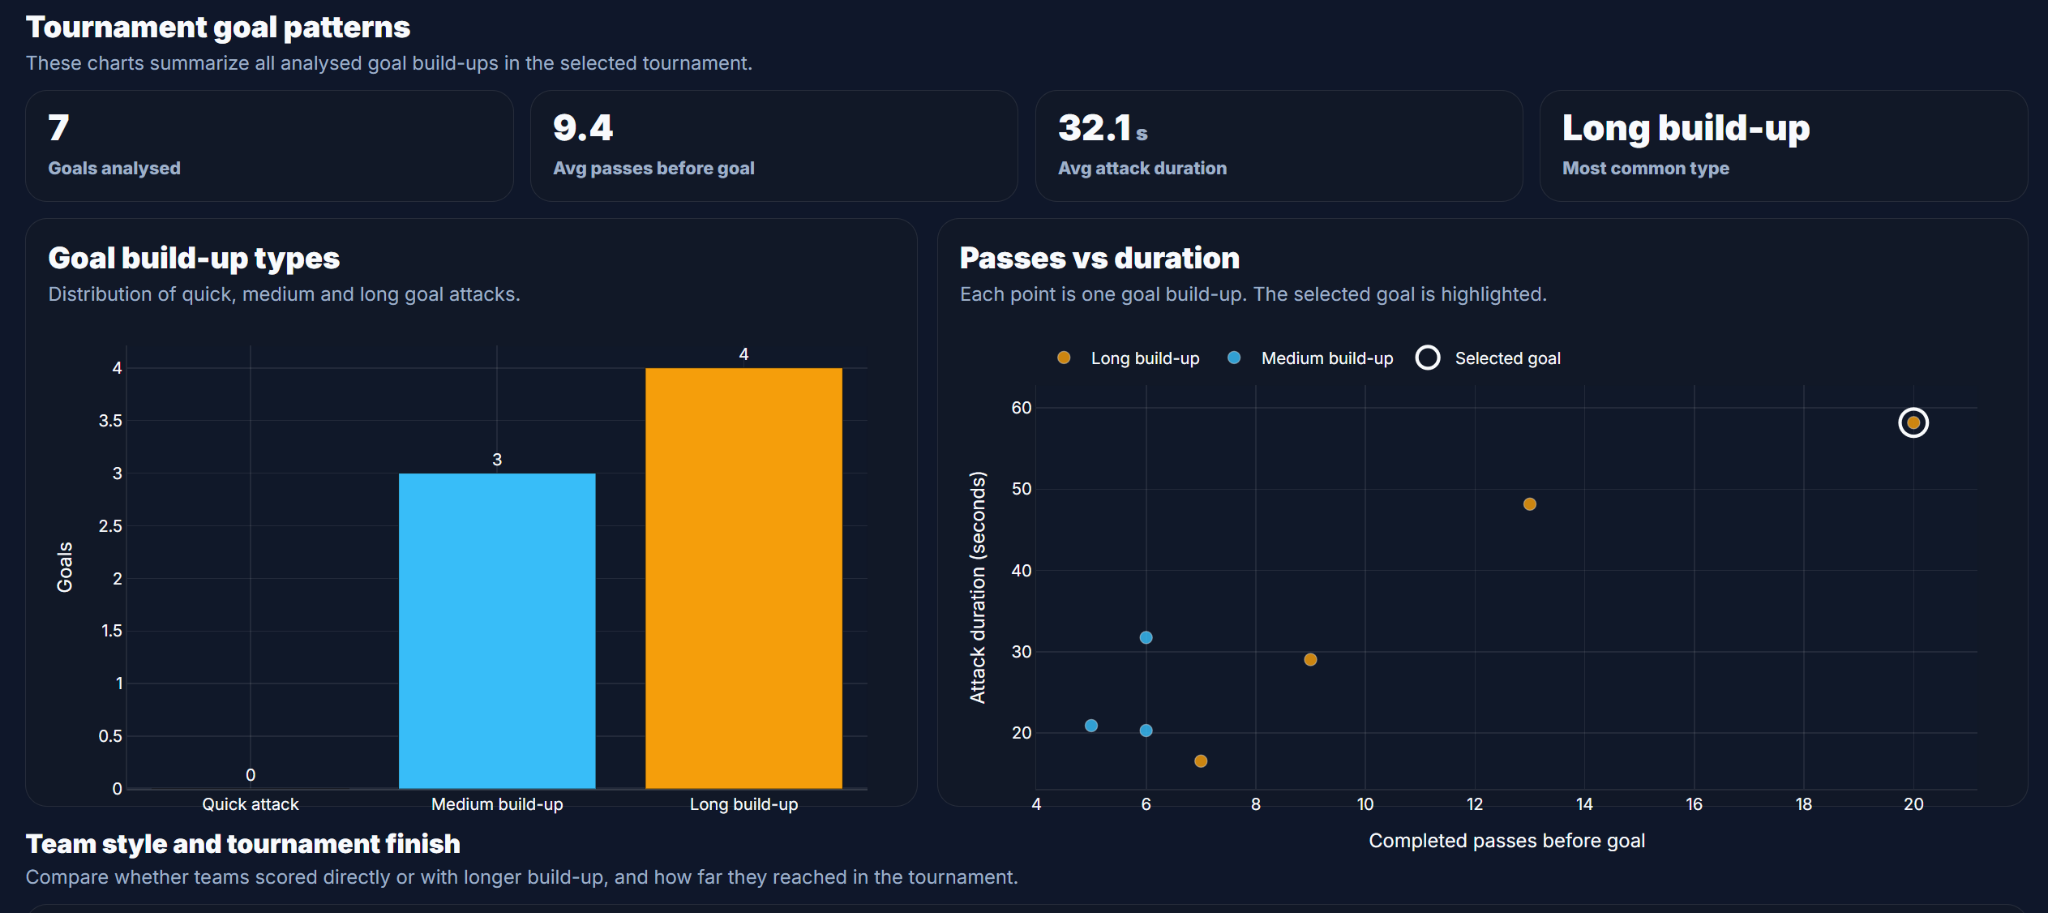 Tournament goal patterns
These charts summarize all analysed goal build-ups in the selected tournament.
7
Goals analysed
9.4
Avg passes before goal
32.1 s
Avg attack duration
Long build-up
Most common type
Goal build-up types
Distribution of quick, medium and long goal attacks.
Goals
4
3.5
3
2.5
2
1.5
1
0.5
0
0
3
4
Quick attack
Medium build-up
Long build-up
Passes vs duration
Each point is one goal build-up. The selected goal is highlighted.
Long build-up
Medium build-up
Selected goal
Attack duration (seconds)
60
50
40
30
20
4
6
8
10
12
14
16
18
20
Completed passes before goal
Team style and tournament finish
Compare whether teams scored directly or with longer build-up, and how far they reached in the tournament.